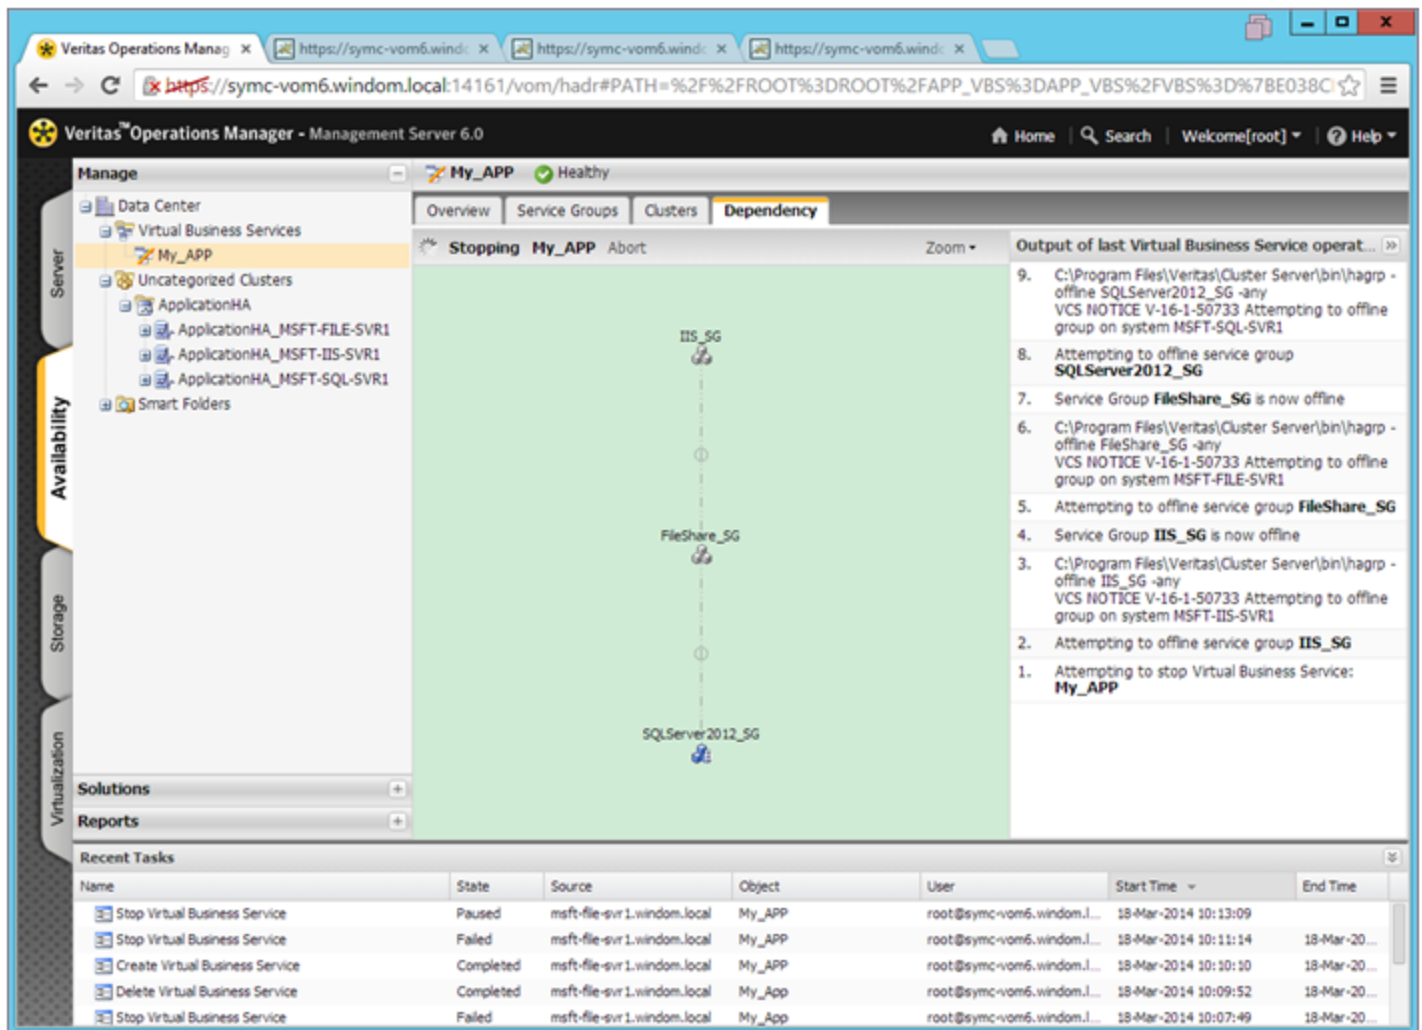 Veritas Operations Manag
https://symc-vom6.wind
https://symc-vom6.wind
https://symc-vom6.wind
https://symc-vom6.windom.local:14161/vom/hadr#PATH=%2F%2FROOT%3DROOT%2FAPP_VBS%3DAPP_VBS%2FVBS%3D%7BE038C
Veritas™Operations Manager - Management Server 6.0
Home
Search
Welcome[root]
Help
Manage
My_APP
Healthy
Data Center
Virtual Business Services
My_APP
Uncategorized Clusters
ApplicationHA
ApplicationHA_MSFT-FILE-SVR1
ApplicationHA_MSFT-IIS-SVR1
ApplicationHA_MSFT-SQL-SVR1
Smart Folders
Server
Availability
Storage
Virtualization
Solutions
Reports
Overview
Service Groups
Clusters
Dependency
Stopping My_APP Abort
Zoom
IIS_SG
FileShare_SG
SQLServer2012_SG
Output of last Virtual Business Service operat...
9. C:\Program Files\Veritas\Cluster Server\bin\hagrp -
offline SQLServer2012_SG -any
VCS NOTICE V-16-1-50733 Attempting to offline
group on system MSFT-SQL-SVR1
8. Attempting to offline service group
SQLServer2012_SG
7. Service Group FileShare_SG is now offline
6. C:\Program Files\Veritas\Cluster Server\bin\hagrp -
offline FileShare_SG -any
VCS NOTICE V-16-1-50733 Attempting to offline
group on system MSFT-FILE-SVR1
5. Attempting to offline service group FileShare_SG
4. Service Group IIS_SG is now offline
3. C:\Program Files\Veritas\Cluster Server\bin\hagrp -
offline IIS_SG -any
VCS NOTICE V-16-1-50733 Attempting to offline
group on system MSFT-IIS-SVR1
2. Attempting to offline service group IIS_SG
1. Attempting to stop Virtual Business Service:
My_APP
Recent Tasks
Name State Source Object User Start Time End Time
Stop Virtual Business Service Paused msft-file-svr1.windom.local My_APP root@symc-vom6.windom.l... 18-Mar-2014 10:13:09
Stop Virtual Business Service Failed msft-file-svr1.windom.local My_APP root@symc-vom6.windom.l... 18-Mar-2014 10:11:14 18-Mar-20...
Create Virtual Business Service Completed msft-file-svr1.windom.local My_APP root@symc-vom6.windom.l... 18-Mar-2014 10:10:10 18-Mar-20...
Delete Virtual Business Service Completed msft-file-svr1.windom.local My_App root@symc-vom6.windom.l... 18-Mar-2014 10:09:52 18-Mar-20...
Stop Virtual Business Service Failed msft-file-svr1.windom.local My_App root@symc-vom6.windom.l... 18-Mar-2014 10:07:49 18-Mar-20...